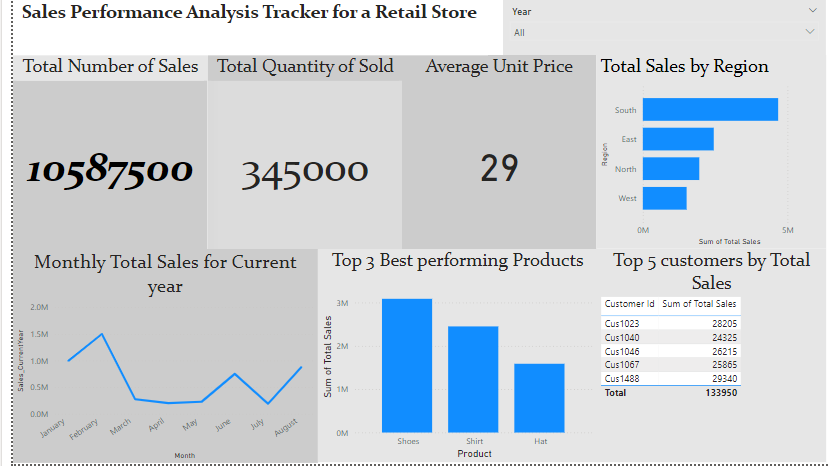 Sales Performance Analysis Tracker for a Retail Store
Year
All
Total Number of Sales
10587500
Total Quantity of Sold
345000
Average Unit Price
29
Total Sales by Region
Region
South
East
North
West
0M
5M
Sum of Total Sales
Monthly Total Sales for Current
year
Sales_CurrentYear
2.0M
1.5M
1.0M
0.5M
0.0M
January
February
March
April
May
June
July
August
Month
Top 3 Best performing Products
Sum of Total Sales
3M
2M
1M
0M
Shoes
Shirt
Hat
Product
Top 5 customers by Total
Sales
Customer Id Sum of Total Sales
Cus1023 28205
Cus1040 24325
Cus1046 26215
Cus1067 25865
Cus1488 29340
Total 133950